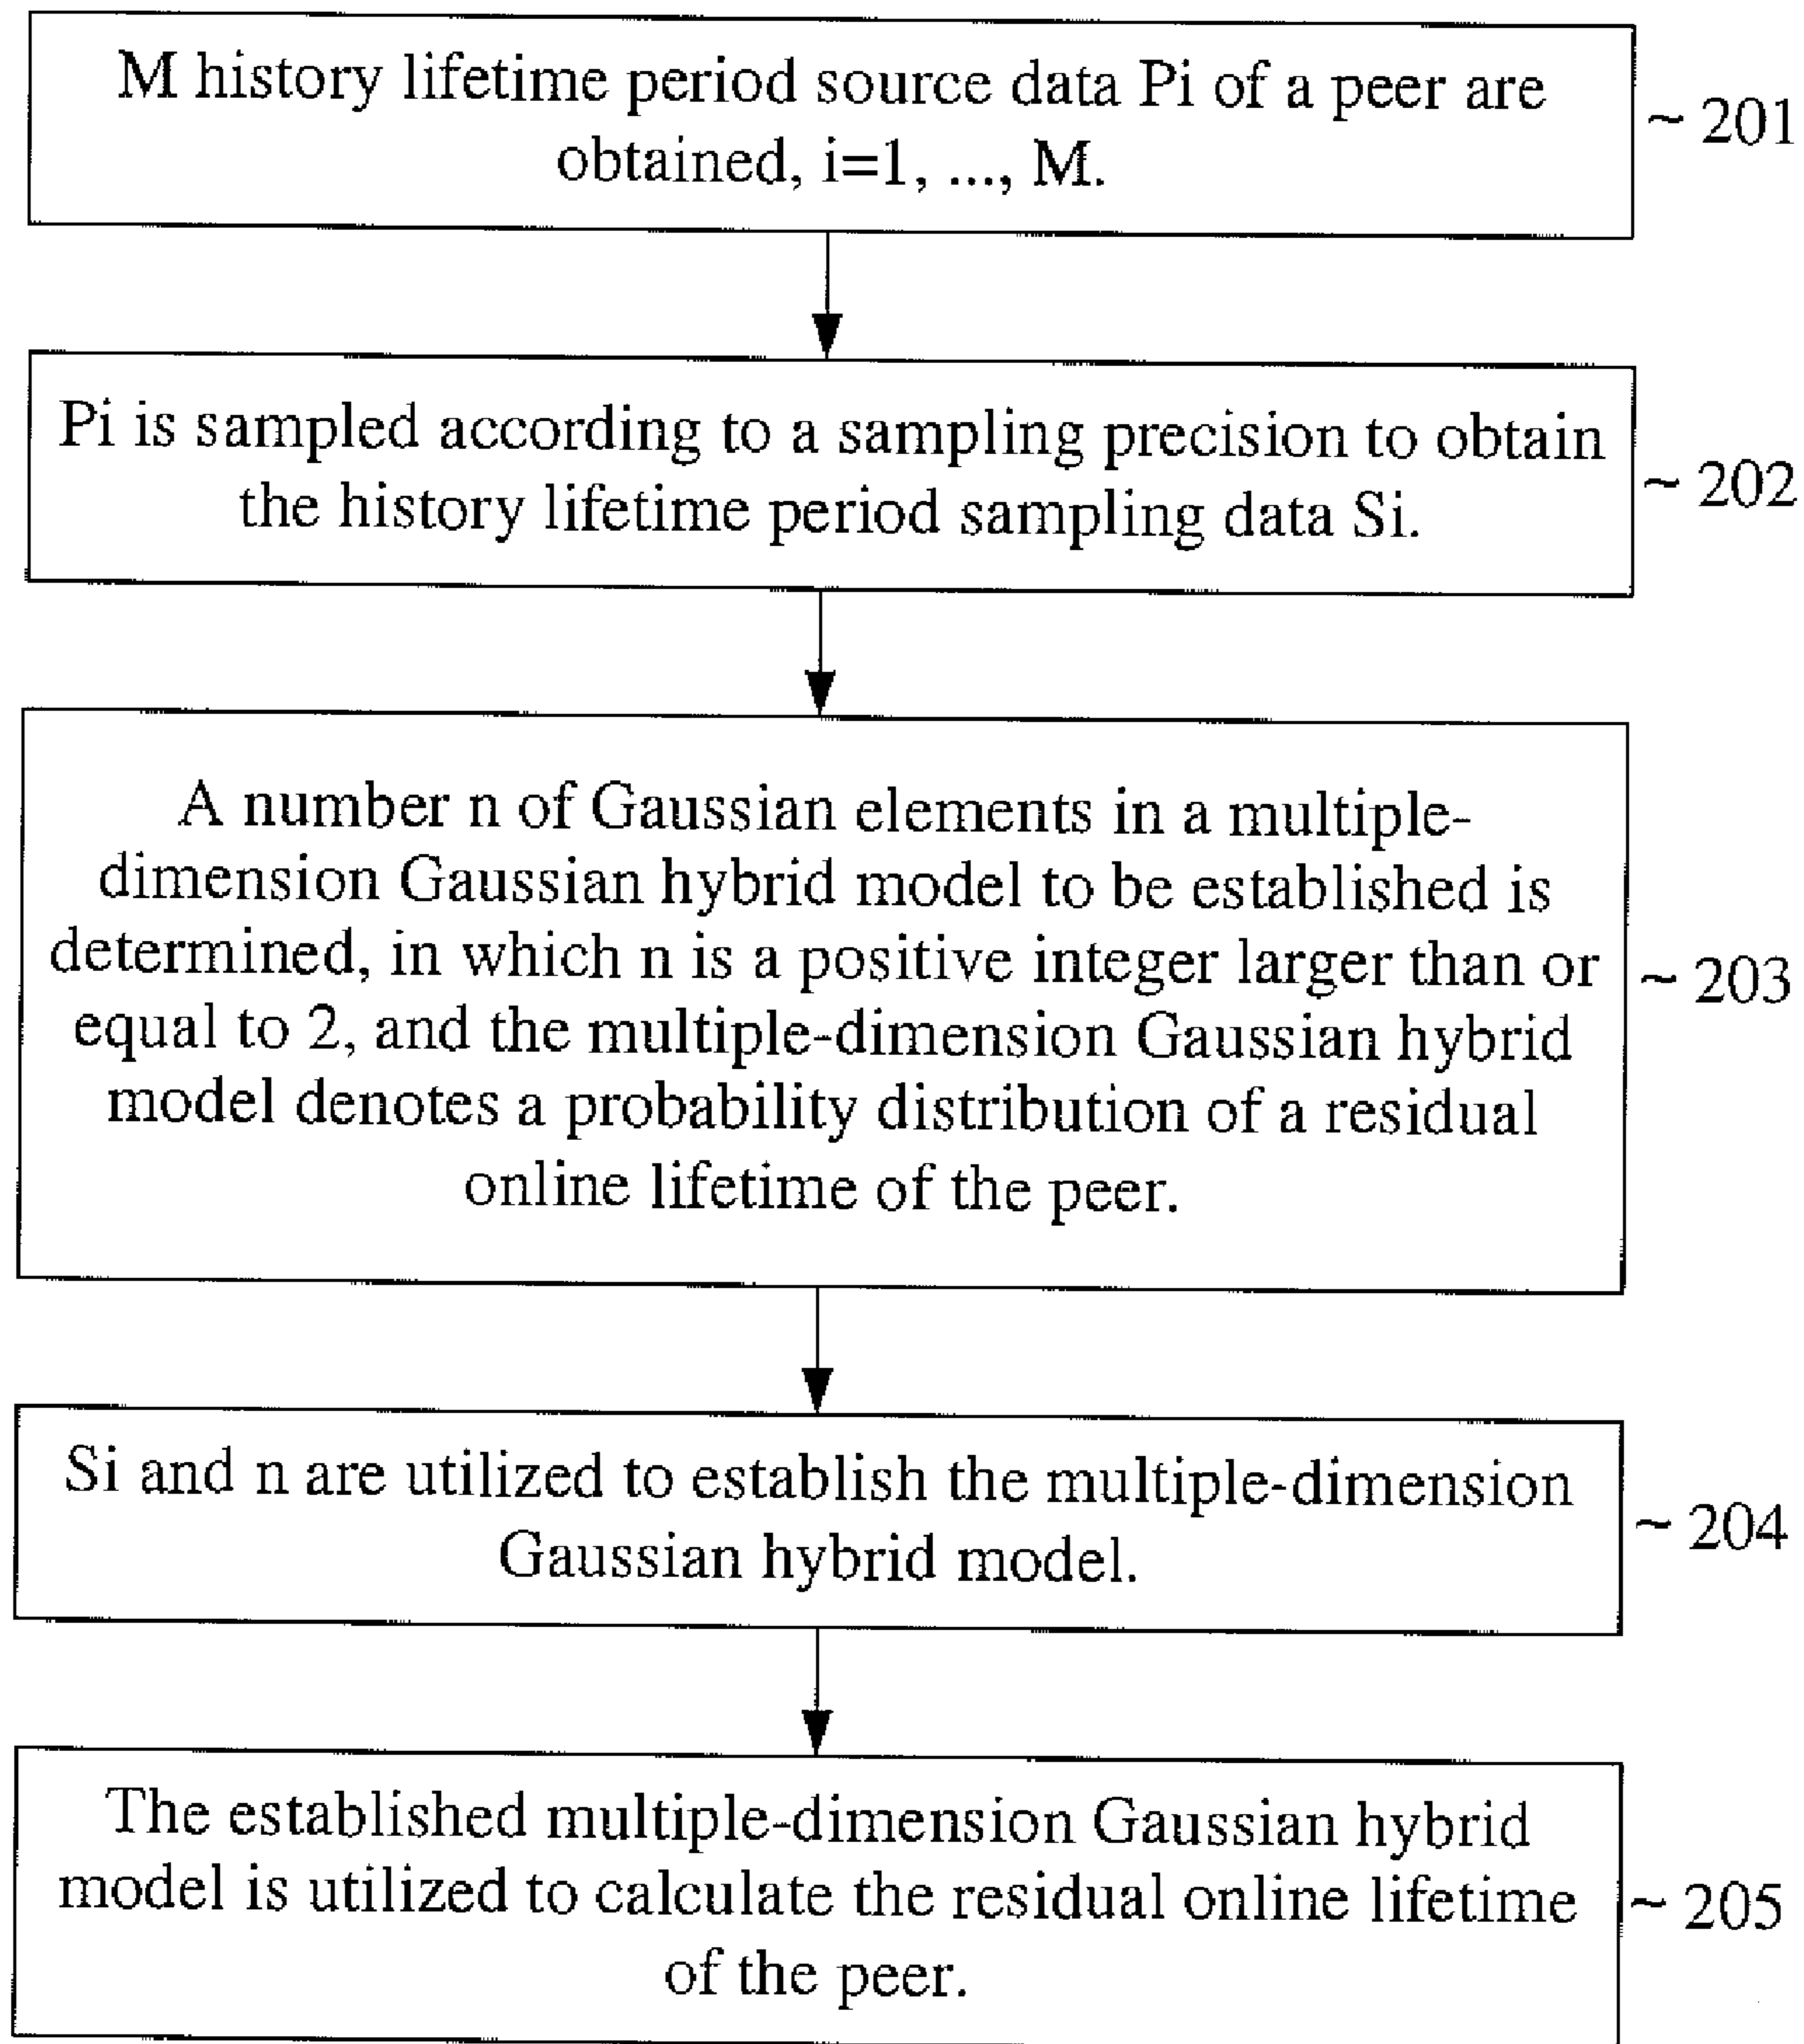 M history lifetime period source data Pi of a peer are
obtained, i=1, ..., M.
~ 201
Pi is sampled according to a sampling precision to obtain
the history lifetime period sampling data Si.
~ 202
A number n of Gaussian elements in a multiple-
dimension Gaussian hybrid model to be established is
determined, in which n is a positive integer larger than or
equal to 2, and the multiple-dimension Gaussian hybrid
model denotes a probability distribution of a residual
online lifetime of the peer.
~ 203
Si and n are utilized to establish the multiple-dimension
Gaussian hybrid model.
~ 204
The established multiple-dimension Gaussian hybrid
model is utilized to calculate the residual online lifetime
of the peer.
~ 205